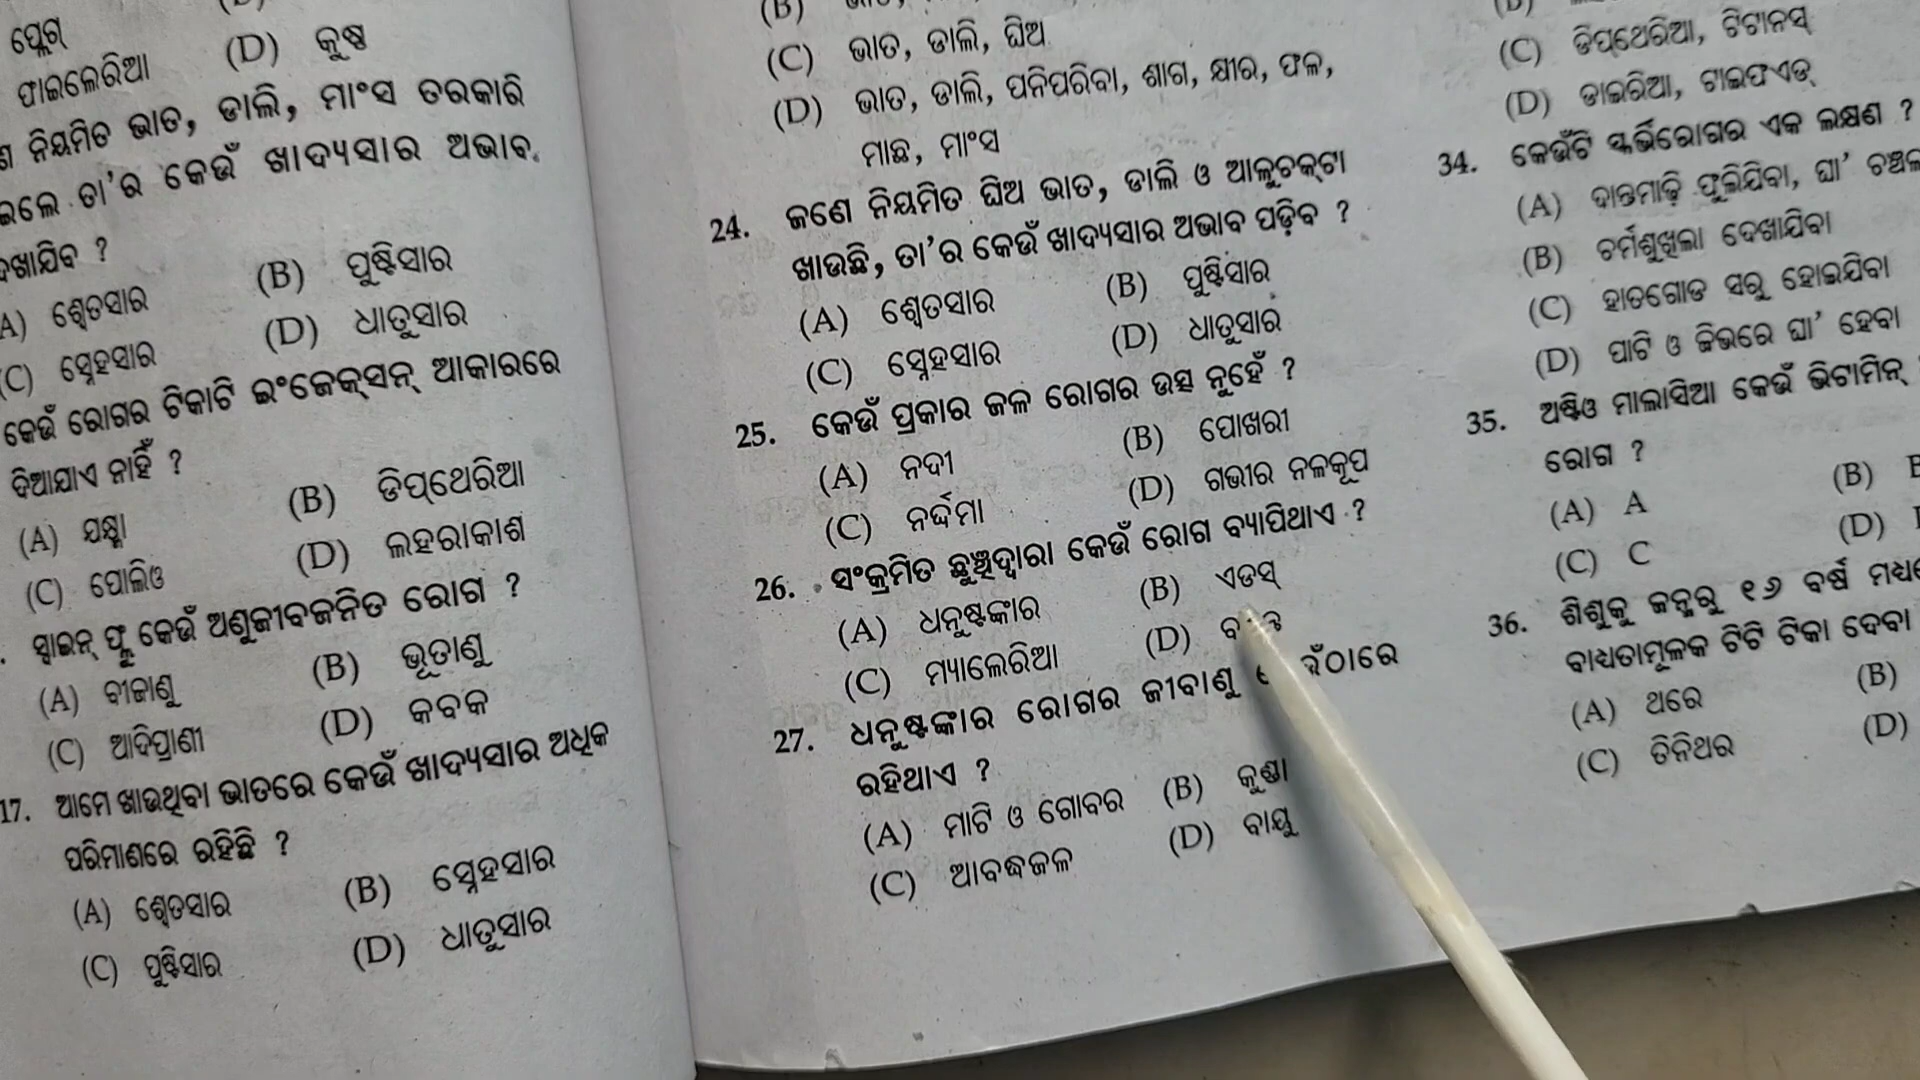 ପ୍ଲେଗ୍
ଫାଇଲେରିଆ (D) କୁଷ୍ଠ
ନିୟମିତ ଭାତ, ଡାଲି, ମାଂସ ତରକାରି
ତା'ର କେଉଁ ଖାଦ୍ୟସାର ଅଭାବ
?
(A) ଶ୍ଵେତସାର (B) ପୁଷ୍ଟିସାର
(C) ସ୍ନେହସାର (D) ଧାତୁସାର
କେଉଁ ରୋଗର ଟିକାଟି ଇଂଜେକ୍‌ସନ୍ ଆକାରରେ
ଦିଆଯାଏ ନାହିଁ ?
(A) ଯକ୍ଷ୍ମା (B) ଡିପ୍‌ଥେରିଆ
(C) ପୋଲିଓ (D) ଲହରାକାଶ
ସ୍ୱାଇନ୍ ଫ୍ଲୁ କେଉଁ ଅଣୁଜୀବଜନିତ ରୋଗ ?
(A) ବୀଜାଣୁ (B) ଭୂତାଣୁ
(C) ଆଦିପ୍ରାଣୀ (D) କବକ
17. ଆମେ ଖାଉଥିବା ଭାତରେ କେଉଁ ଖାଦ୍ୟସାର ଅଧିକ
ପରିମାଣରେ ରହିଛି ?
(A) ଶ୍ଵେତସାର (B) ସ୍ନେହସାର
(C) ପୁଷ୍ଟିସାର (D) ଧାତୁସାର
(B)
(C) ଭାତ, ଡାଲି, ଘିଅ
(D) ଭାତ, ଡାଲି, ପନିପରିବା, ଶାଗ, କ୍ଷୀର, ଫଳ,
ମାଛ, ମାଂସ
24. ଜଣେ ନିୟମିତ ଘିଅ ଭାତ, ଡାଲି ଓ ଆଳୁଚକ୍‌ଟା
ଖାଉଛି, ତା'ର କେଉଁ ଖାଦ୍ୟସାର ଅଭାବ ପଡ଼ିବ ?
(A) ଶ୍ଵେତସାର (B) ପୁଷ୍ଟିସାର
(C) ସ୍ନେହସାର (D) ଧାତୁସାର
25. କେଉଁ ପ୍ରକାର ଜଳ ରୋଗର ଉତ୍ସ ନୁହେଁ ?
(A) ନଦୀ (B) ପୋଖରୀ
(C) ନର୍ଦ୍ଦମା (D) ଗଭୀର ନଳକୂପ
26. ସଂକ୍ରମିତ ଛୁଞ୍ଚିଦ୍ୱାରା କେଉଁ ରୋଗ ବ୍ୟାପିଥାଏ ?
(A) ଧନୁଷ୍ଟଙ୍କାର (B) ଏଡସ୍
(C) ମ୍ୟାଲେରିଆ (D)
27. ଧନୁଷ୍ଟଙ୍କାର ରୋଗର ଜୀବାଣୁ
ରହିଥାଏ ?
(A) ମାଟି ଓ ଗୋବର (B) କୁଣ୍ଡା
(C) ଆବଦ୍ଧଜଳ (D) ବାୟୁ
(C) ଡିପ୍‌ଥେରିଆ, ଟିଟାନସ୍
(D) ଡାଇରିଆ, ଟାଇଫଏଡ୍
34. କେଉଁଟି ସ୍କର୍ଭିରୋଗର ଏକ ଲକ୍ଷଣ ?
(A) ଦାନ୍ତମାଢ଼ି ଫୁଲିଯିବା, ଘା'
(B) ଚର୍ମଶୁଖିଲା ଦେଖାଯିବା
(C) ହାତଗୋଡ ସରୁ ହୋଇଯିବା
(D) ପାଟି ଓ ଜିଭରେ ଘା' ହେବା
35. ଅଷ୍ଟିଓ ମାଲାସିଆ କେଉଁ ଭିଟାମିନ୍
ରୋଗ ?
(A) A (B)
(C) C (D)
36. ଶିଶୁକୁ ଜନ୍ମରୁ ୧୬ ବର୍ଷ
ବାଧ୍ୟତାମୂଳକ ଟିଟି ଟିକା ଦେବା
(A) ଥରେ (B)
(C) ତିନିଥର (D)